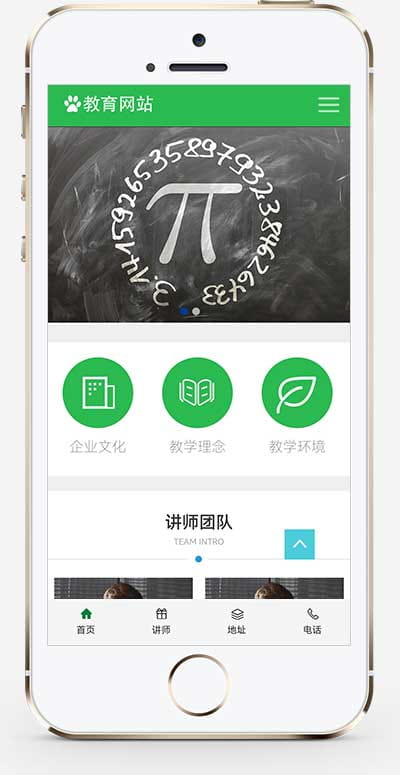 教育网站
3.1415926535897932384626433
π
企业文化
教学理念
教学环境
讲师团队
TEAM INTRO
首页
讲师
地址
电话